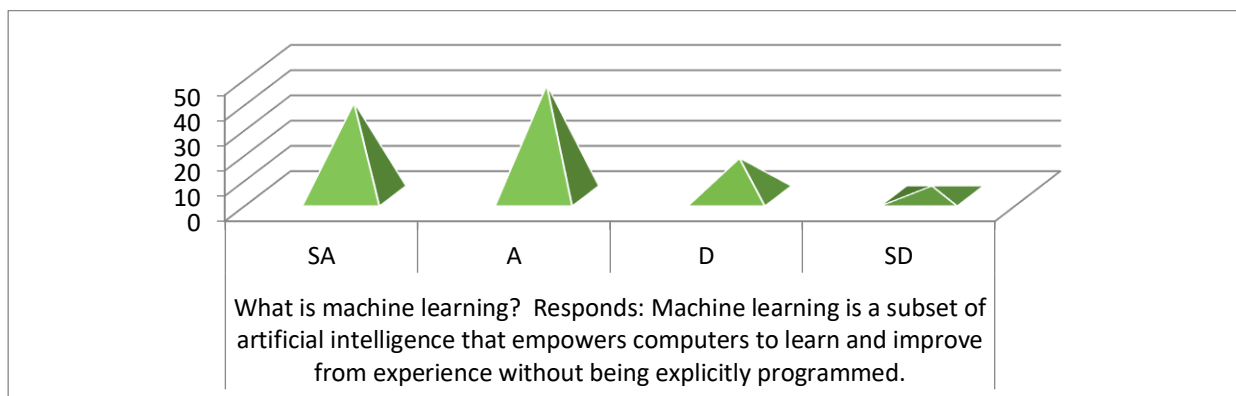 50
40
30
20
10
0
SA A D SD
What is machine learning?  Responds: Machine learning is a subset of
artificial intelligence that empowers computers to learn and improve
from experience without being explicitly programmed.